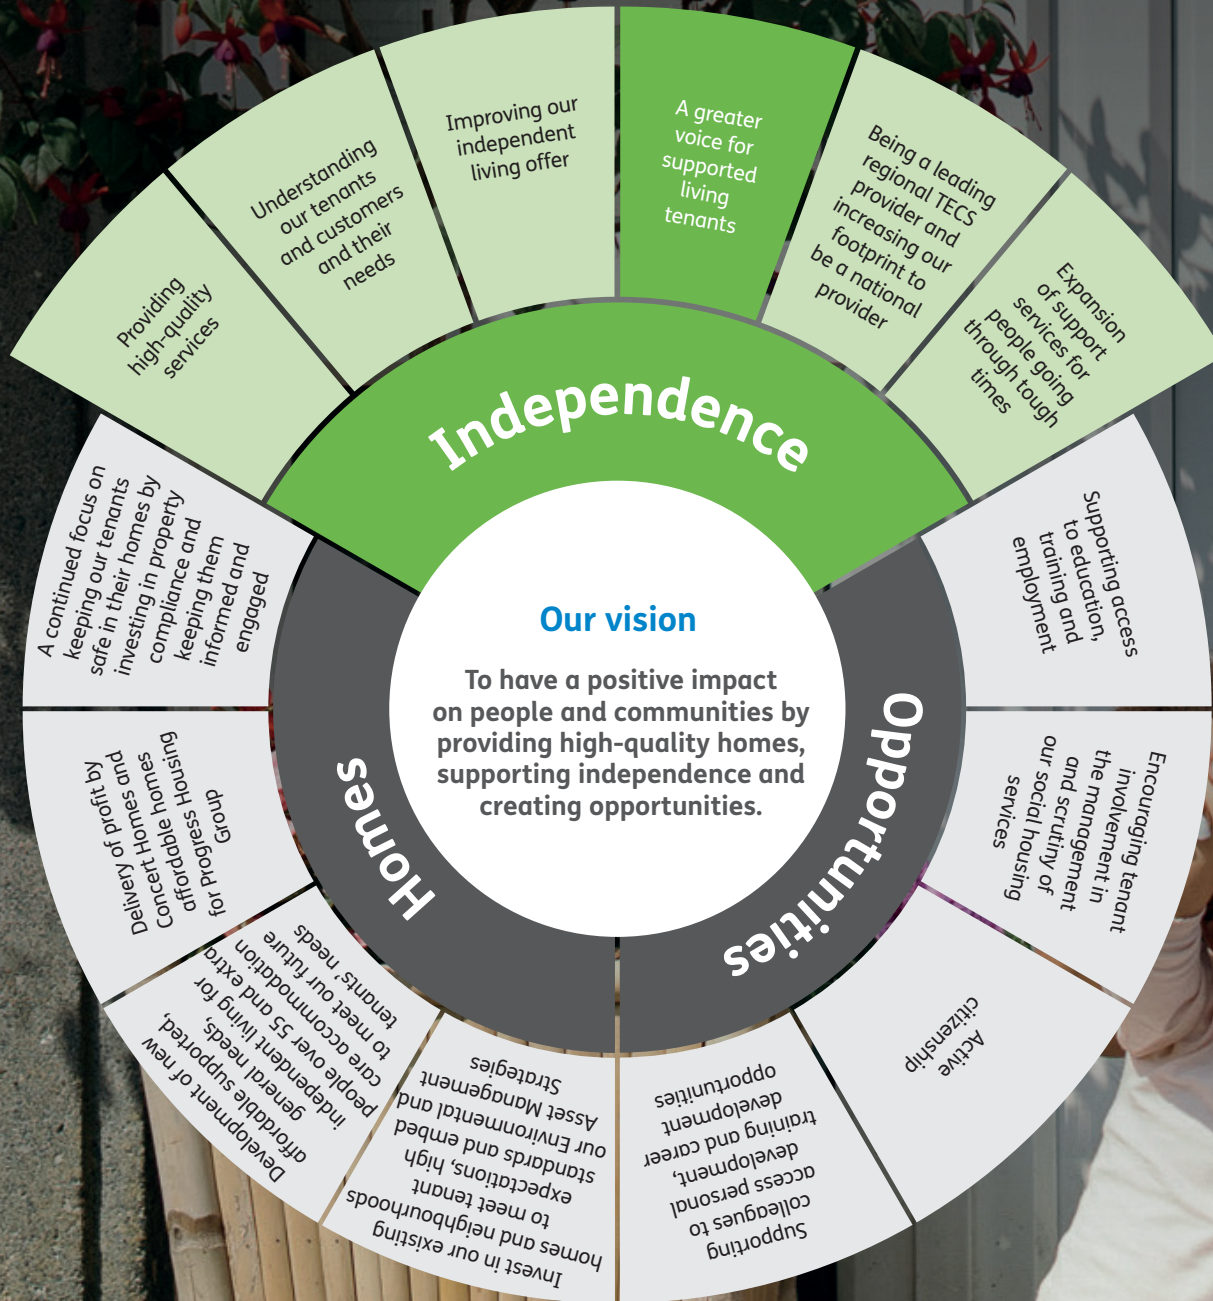 Our vision
To have a positive impact
on people and communities by
providing high-quality homes,
supporting independence and
creating opportunities.
Independence
Providing
high-quality
services
Understanding
our tenants
and customers
and their
needs
Improving our
independent
living offer
A greater
voice for
supported
living
tenants
Being a leading
regional TECS
provider and
increasing our
footprint to
be a national
provider
Expansion
of support
services for
people going
through tough
times
Opportunities
Supporting access
to education,
training and
employment
Encouraging tenant
involvement in
the management
and scrutiny of
our social housing
services
Active
citizenship
Supporting
colleagues to
access personal
development,
training and career
development
opportunities
Homes
Invest in our existing
homes and neighbourhoods
to meet tenant
expectations, high
standards and embed
our Environmental and
Asset Management
Strategies
Development of new
affordable supported,
general needs,
independent living for
people over 55 and extra
care accommodation
to meet our future
tenants' needs
Delivery of profit by
Concert Homes and
affordable homes
for Progress Housing
Group
A continued focus on
keeping our tenants
safe in their homes by
investing in property
compliance and
keeping them
informed and
engaged